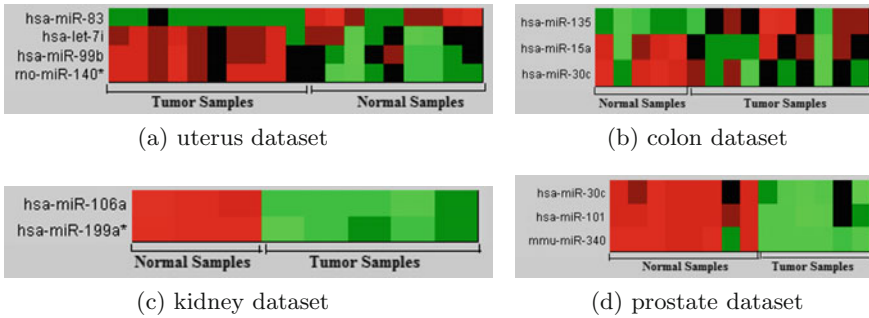 hsa-miR-83
hsa-let-7i
hsa-miR-99b
rno-miR-140*
Tumor Samples
Normal Samples
(a) uterus dataset
hsa-miR-135
hsa-miR-15a
hsa-miR-30c
Normal Samples
Tumor Samples
(b) colon dataset
hsa-miR-106a
hsa-miR-199a*
Normal Samples
Tumor Samples
(c) kidney dataset
hsa-miR-30c
hsa-miR-101
mmu-miR-340
Normal Samples
Tumor Samples
(d) prostate dataset